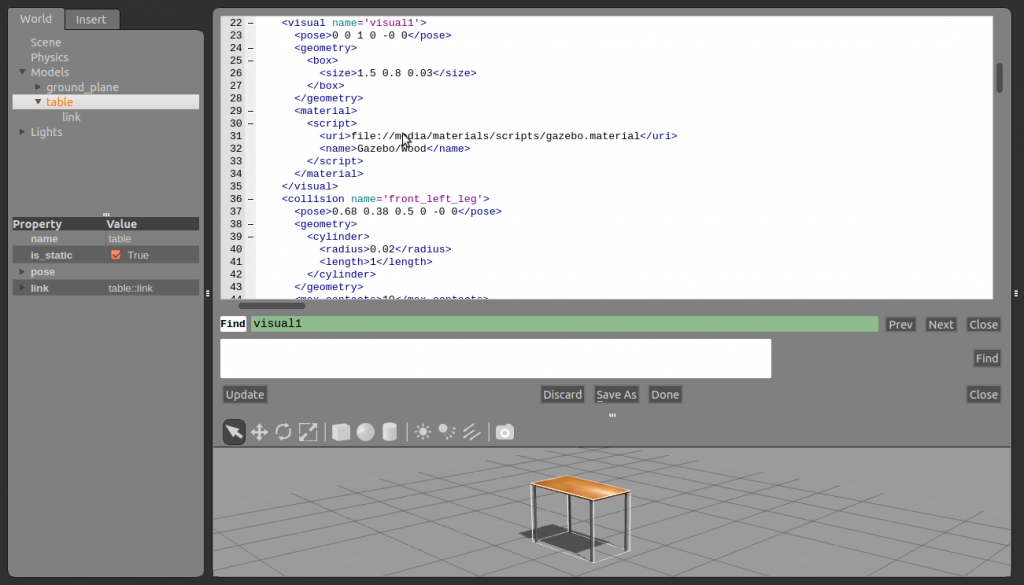 World
Insert
Scene
Physics
Models
ground_plane
table
link
Lights
Property Value
name table
is_static True
pose
link table::link
22 – <visual name='visual1'>
23 <pose>0 0 1 0 -0 0</pose>
24 – <geometry>
25 – <box>
26 <size>1.5 0.8 0.03</size>
27 </box>
28 </geometry>
29 – <material>
30 – <script>
31 <uri>file://media/materials/scripts/gazebo.material</uri>
32 <name>Gazebo/Wood</name>
33 </script>
34 </material>
35 </visual>
36 – <collision name='front_left_leg'>
37 <pose>0.68 0.38 0.5 0 -0 0</pose>
38 – <geometry>
39 – <cylinder>
40 <radius>0.02</radius>
41 <length>1</length>
42 </cylinder>
43 </geometry>
44 <max_contacts>10</max_contacts>
Find visual1 Prev Next Close
Find
Update Discard Save As Done Close